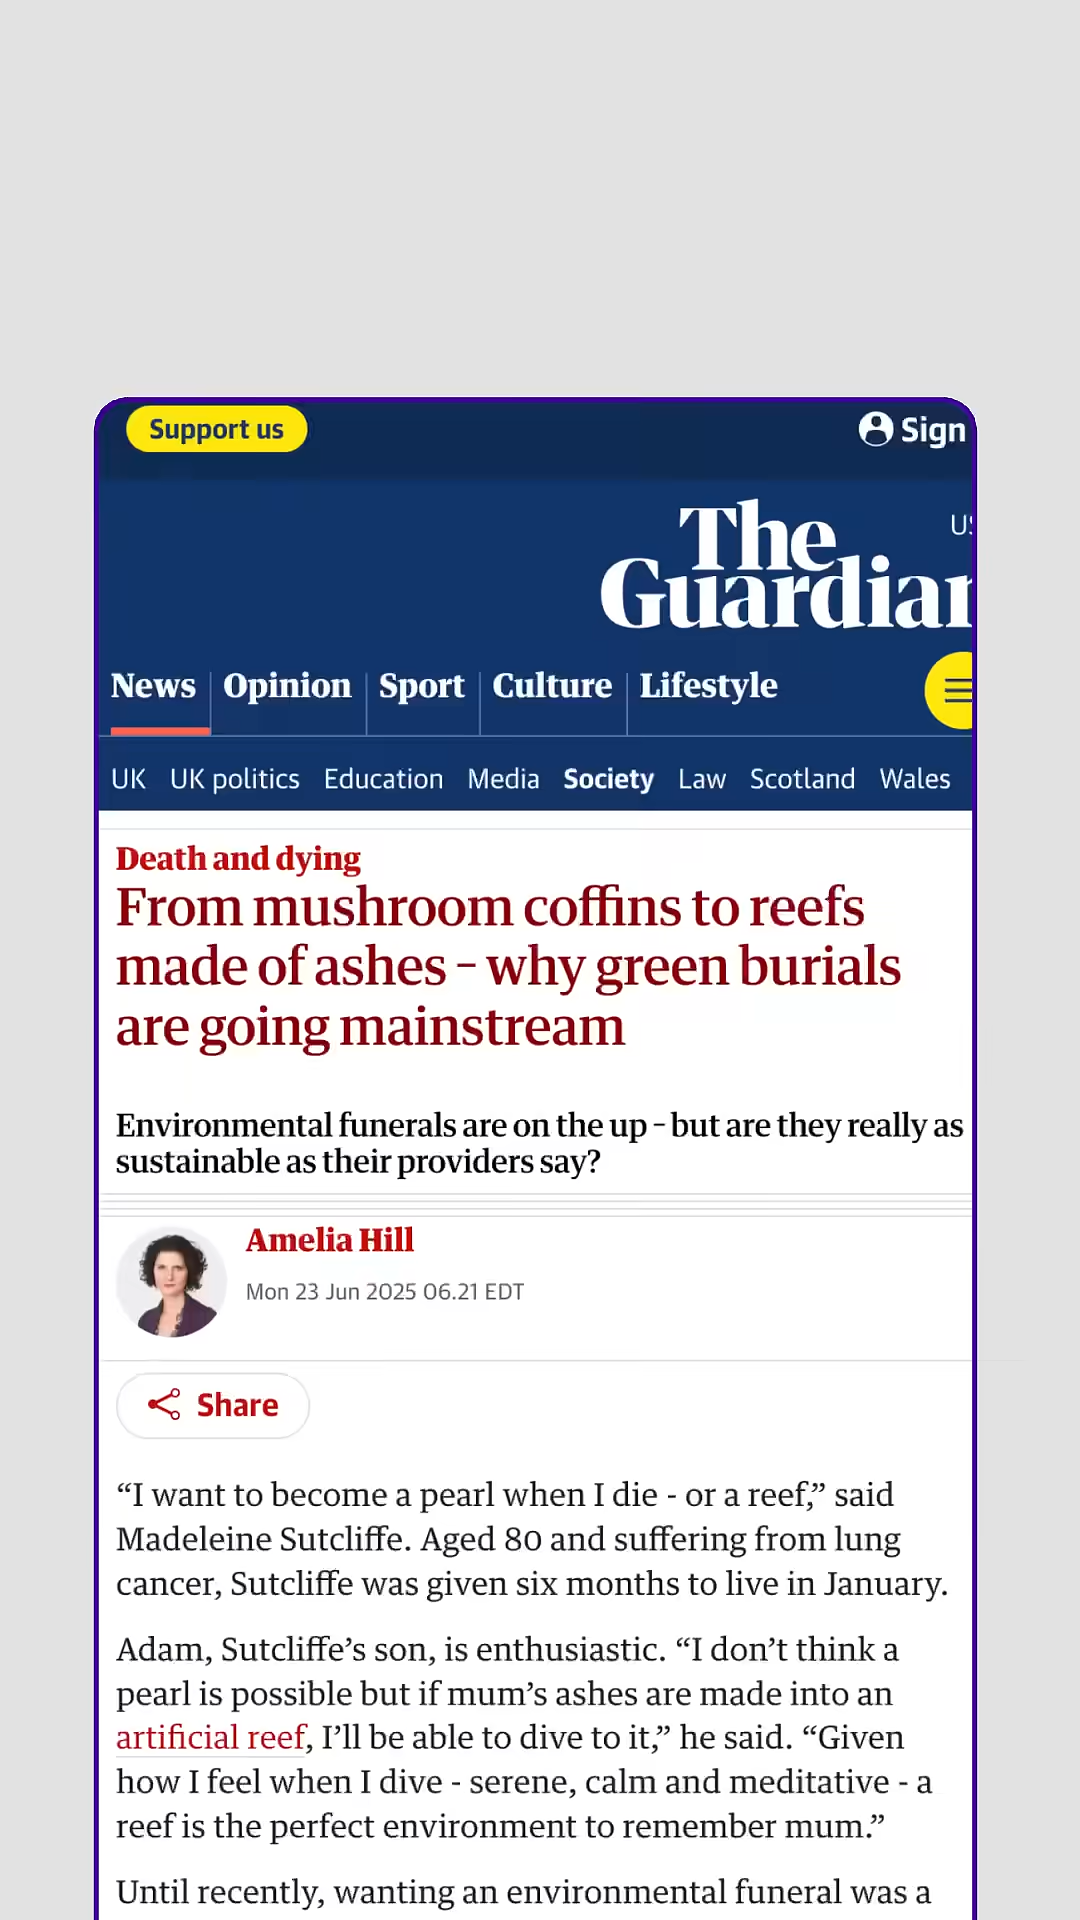 Support us
Sign
The
Guardian
US
News
Opinion
Sport
Culture
Lifestyle
UK
UK politics
Education
Media
Society
Law
Scotland
Wales
Death and dying
From mushroom coffins to reefs
made of ashes – why green burials
are going mainstream
Environmental funerals are on the up – but are they really as
sustainable as their providers say?
Amelia Hill
Mon 23 Jun 2025 06.21 EDT
Share
“I want to become a pearl when I die - or a reef,” said
Madeleine Sutcliffe. Aged 80 and suffering from lung
cancer, Sutcliffe was given six months to live in January.
Adam, Sutcliffe’s son, is enthusiastic. “I don’t think a
pearl is possible but if mum’s ashes are made into an
artificial reef, I’ll be able to dive to it,” he said. “Given
how I feel when I dive - serene, calm and meditative - a
reef is the perfect environment to remember mum.”
Until recently, wanting an environmental funeral was a